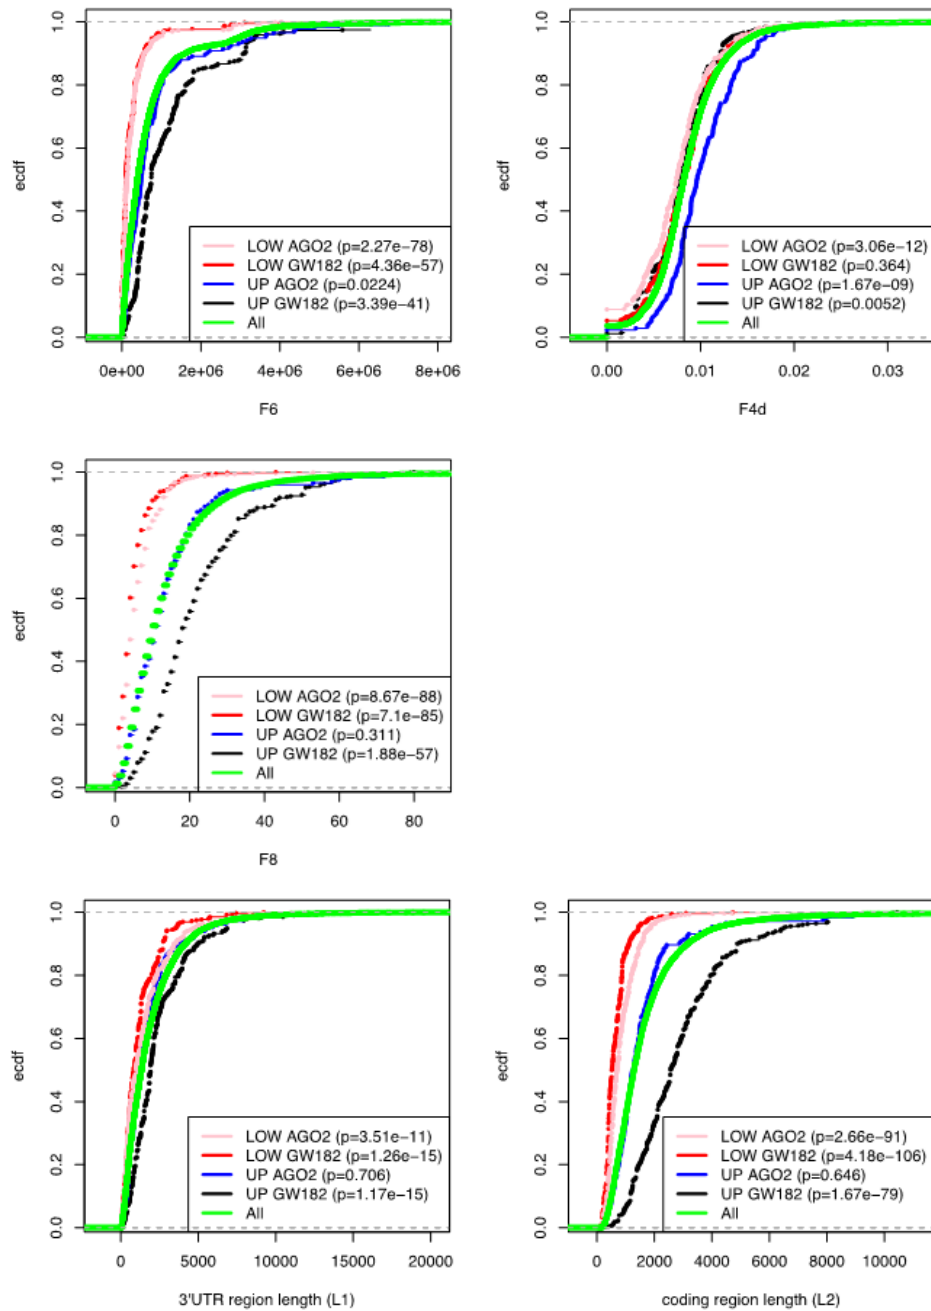 ecdf
0.0 0.2 0.4 0.6 0.8 1.0
LOW AGO2 (p=2.27e−78)
LOW GW182 (p=4.36e−57)
UP AGO2 (p=0.0224)
UP GW182 (p=3.39e−41)
All
0e+00 2e+06 4e+06 6e+06 8e+06
F6
ecdf
0.0 0.2 0.4 0.6 0.8 1.0
LOW AGO2 (p=3.06e−12)
LOW GW182 (p=0.364)
UP AGO2 (p=1.67e−09)
UP GW182 (p=0.0052)
All
0.00 0.01 0.02 0.03
F4d
ecdf
0.0 0.2 0.4 0.6 0.8 1.0
LOW AGO2 (p=8.67e−88)
LOW GW182 (p=7.1e−85)
UP AGO2 (p=0.311)
UP GW182 (p=1.88e−57)
All
0 20 40 60 80
F8
ecdf
0.0 0.2 0.4 0.6 0.8 1.0
LOW AGO2 (p=3.51e−11)
LOW GW182 (p=1.26e−15)
UP AGO2 (p=0.706)
UP GW182 (p=1.17e−15)
All
0 5000 10000 15000 20000
3'UTR region length (L1)
ecdf
0.0 0.2 0.4 0.6 0.8 1.0
LOW AGO2 (p=2.66e−91)
LOW GW182 (p=4.18e−106)
UP AGO2 (p=0.646)
UP GW182 (p=1.67e−79)
All
0 2000 4000 6000 8000 10000
coding region length (L2)